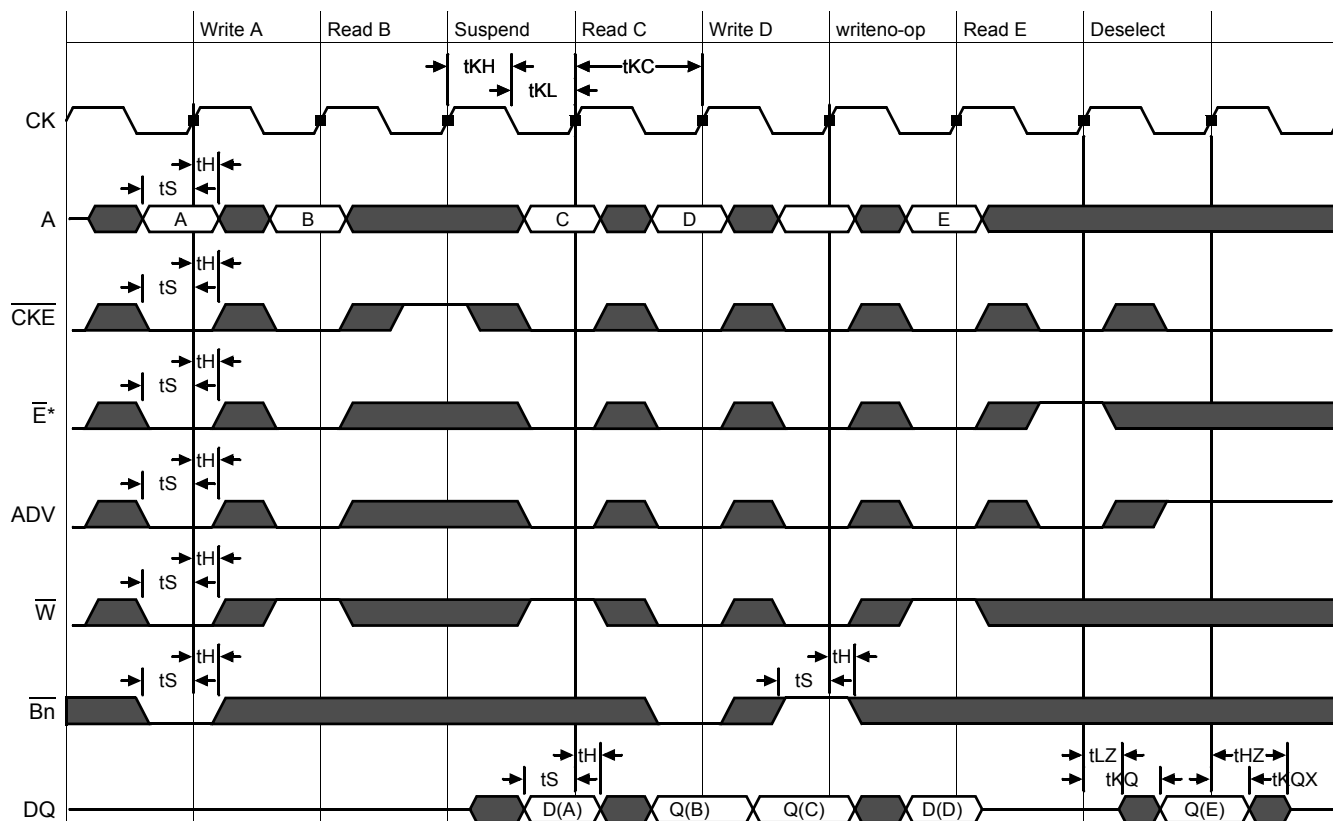 Write A Read B Suspend Read C Write D writeno-op Read E Deselect
tKH tKC
tKL
CK
tH
tS
A A B C D E
tH
tS
CKE
tH
tS
E*
tH
tS
ADV
tH
tS
W
tH tH
tS tS
Bn
tH tLZ tHZ
tS tKQ tKQX
DQ D(A) Q(B) Q(C) D(D) Q(E)